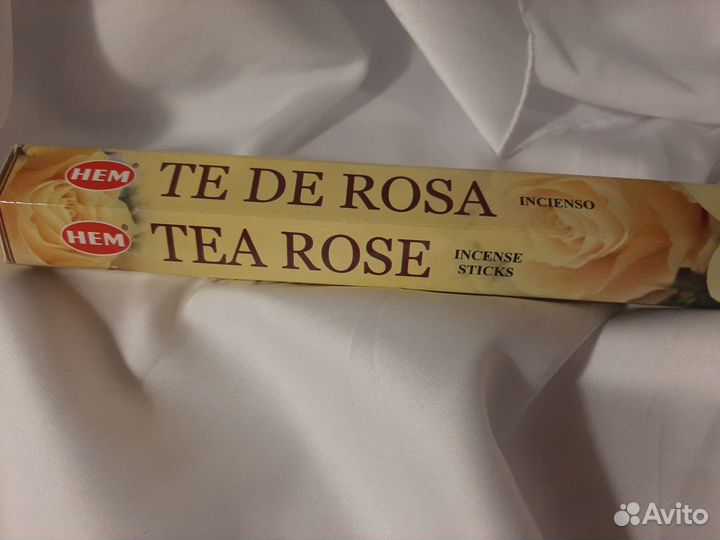 HEM TE DE ROSA INCIENSO
HEM TEA ROSE INCENSE
STICKS
Avito